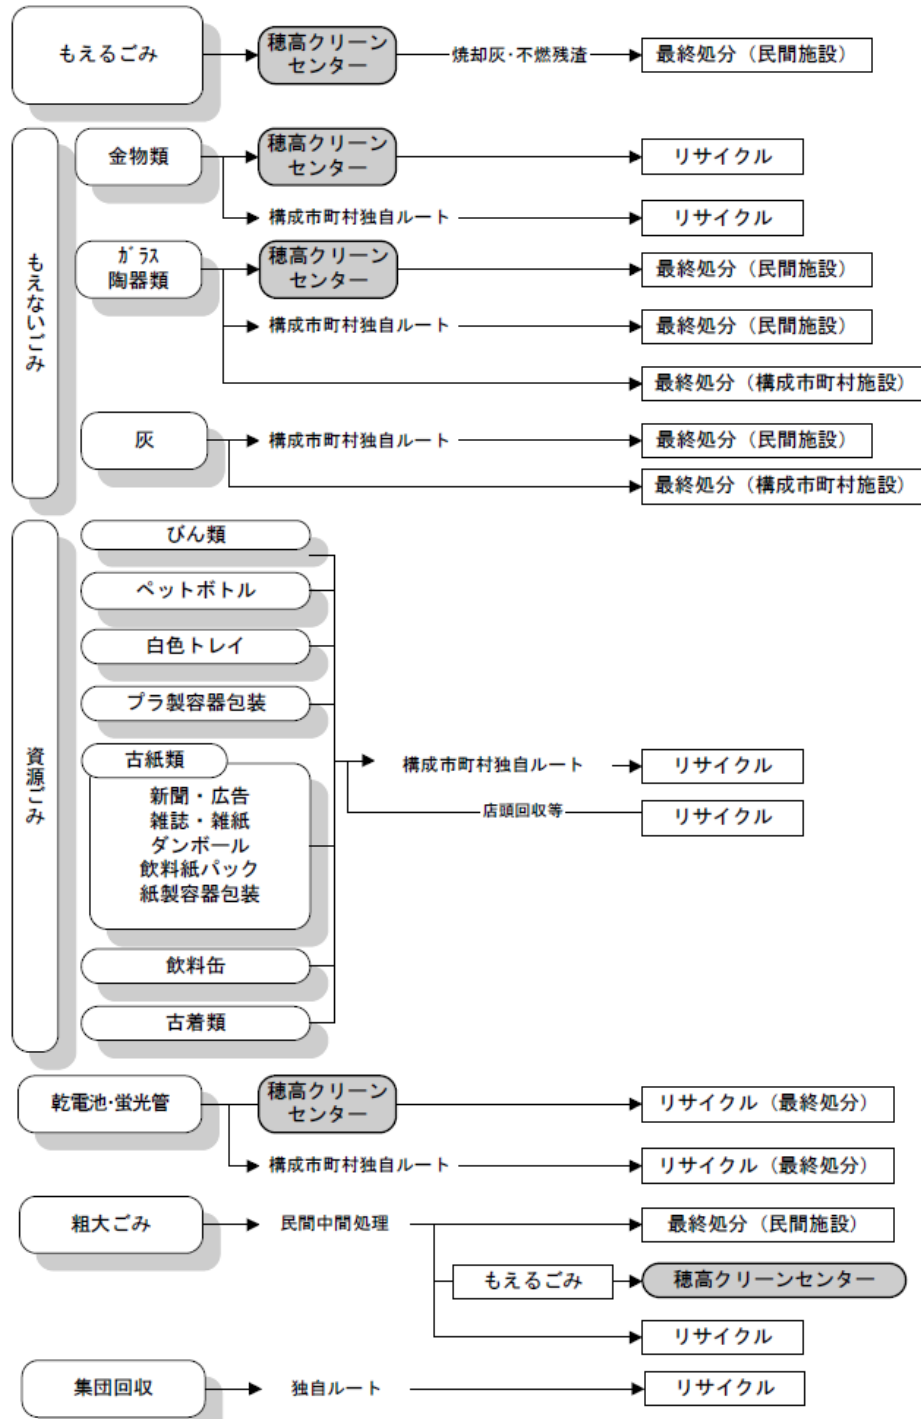 もえるごみ
穂高クリーン
センター
焼却灰・不燃残渣
最終処分（民間施設）
もえないごみ
金物類
穂高クリーン
センター
リサイクル
構成市町村独自ルート
リサイクル
ガラス
陶器類
穂高クリーン
センター
最終処分（民間施設）
構成市町村独自ルート
最終処分（民間施設）
最終処分（構成市町村施設）
灰
構成市町村独自ルート
最終処分（民間施設）
最終処分（構成市町村施設）
資源ごみ
びん類
ペットボトル
白色トレイ
プラ製容器包装
古紙類
新聞・広告
雑誌・雑紙
ダンボール
飲料紙パック
紙製容器包装
飲料缶
古着類
構成市町村独自ルート
リサイクル
店頭回収等
リサイクル
乾電池・蛍光管
穂高クリーン
センター
リサイクル（最終処分）
構成市町村独自ルート
リサイクル（最終処分）
粗大ごみ
民間中間処理
最終処分（民間施設）
もえるごみ
穂高クリーンセンター
リサイクル
集団回収
独自ルート
リサイクル